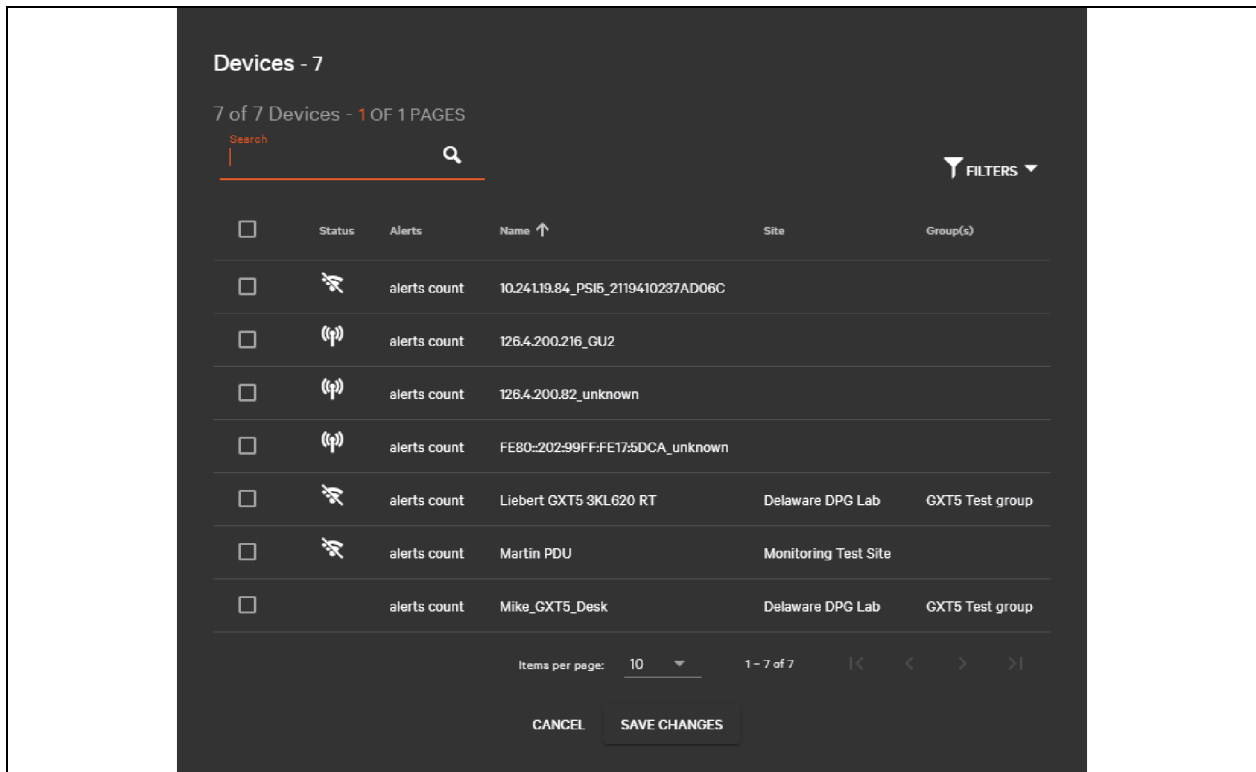 Devices - 7
7 of 7 Devices - 1 OF 1 PAGES
Search
FILTERS
Status Alerts Name Site Group(s)
alerts count 10.241.19.84_PSI5_2119410237AD06C
alerts count 126.4.200.216_GU2
alerts count 126.4.200.82_unknown
alerts count FE80::202:99FF:FE17:5DCA_unknown
alerts count Liebert GXT5 3KL620 RT Delaware DPG Lab GXT5 Test group
alerts count Martin PDU Monitoring Test Site
alerts count Mike_GXT5_Desk Delaware DPG Lab GXT5 Test group
Items per page: 10 1 – 7 of 7
CANCEL SAVE CHANGES